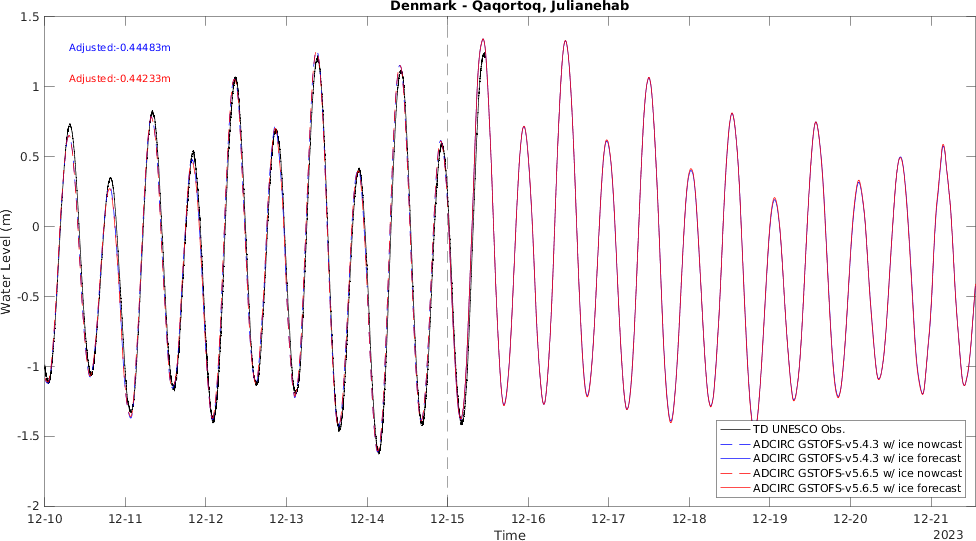 Denmark - Qaqortoq, Julianehab
1.5
Adjusted:-0.44483m
Adjusted:-0.44233m
1
0.5
0
-0.5
-1
-1.5
-2
Water Level (m)
TD UNESCO Obs.
ADCIRC GSTOFS-v5.4.3 w/ ice nowcast
ADCIRC GSTOFS-v5.4.3 w/ ice forecast
ADCIRC GSTOFS-v5.6.5 w/ ice nowcast
ADCIRC GSTOFS-v5.6.5 w/ ice forecast
12-10 12-11 12-12 12-13 12-14 12-15 12-16 12-17 12-18 12-19 12-20 12-21
Time
2023